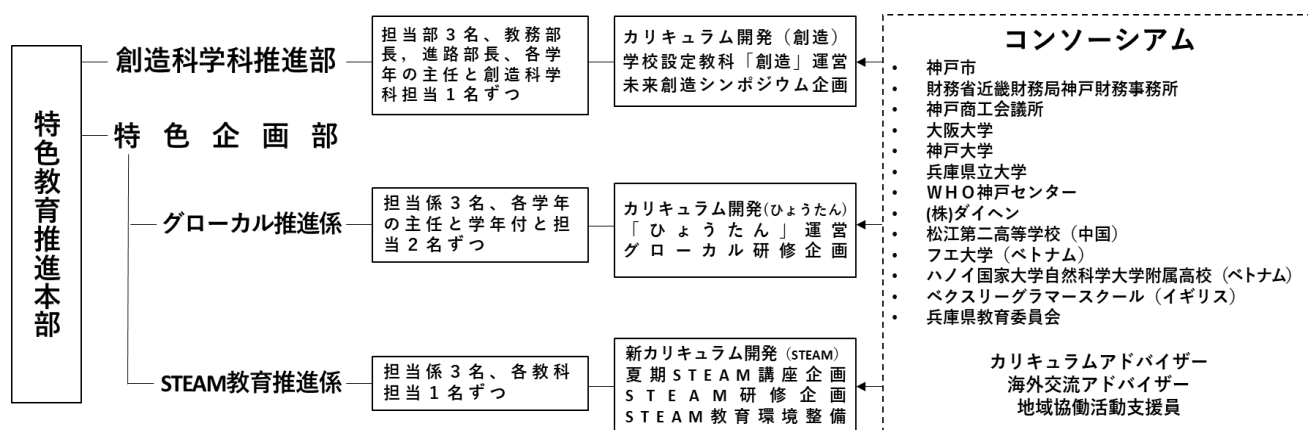 特色教育推進本部
創造科学科推進部
担当部３名、教務部
長，進路部長、各学
年の主任と創造科学
科担当１名ずつ
カリキュラム開発（創造）
学校設定教科「創造」運営
未来創造シンポジウム企画
特色企画部
グローカル推進係
担当係３名、各学年
の主任と学年付と担
当２名ずつ
カリキュラム開発(ひょうたん)
「ひょうたん」運営
グローカル研修企画
STEAM教育推進係
担当係３名、各教科
担当１名ずつ
新カリキュラム開発（STEAM）
夏期ＳＴＥＡＭ講座企画
ＳＴＥＡＭ研修企画
ＳＴＥＡＭ教育環境整備
コンソーシアム
• 神戸市
• 財務省近畿財務局神戸財務事務所
• 神戸商工会議所
• 大阪大学
• 神戸大学
• 兵庫県立大学
• ＷＨＯ神戸センター
• (株)ダイヘン
• 松江第二高等学校（中国）
• フエ大学（ベトナム）
• ハノイ国家大学自然科学大学附属高校（ベトナム）
• ベクスリーグラマースクール（イギリス）
• 兵庫県教育委員会
カリキュラムアドバイザー
海外交流アドバイザー
地域協働活動支援員